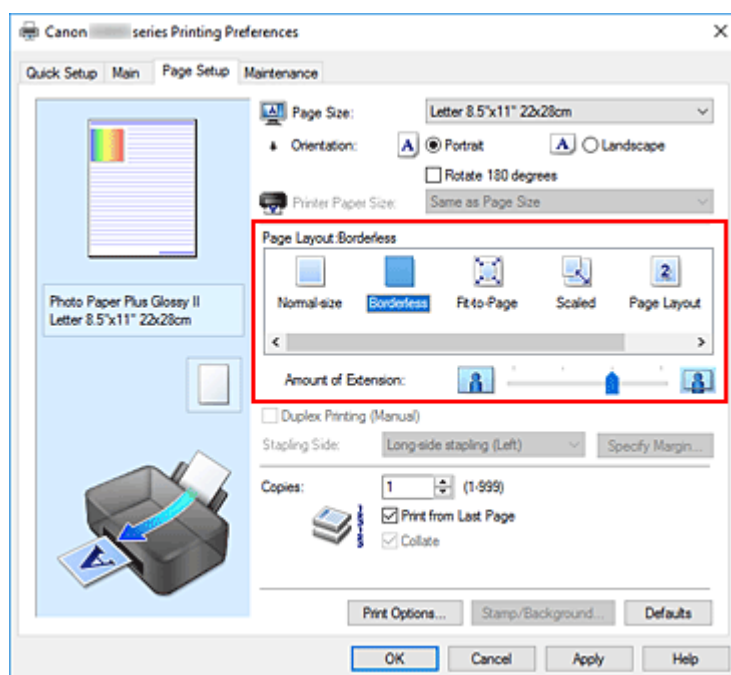 Canon series Printing Preferences
Quick Setup Main Page Setup Maintenance
Page Size: Letter 8.5"x11" 22x28cm
Orientation: A Portrait A Landscape
Rotate 180 degrees
Printer Paper Size: Same as Page Size
Page Layout:Borderless
2
Normal-size Borderless Fit-to-Page Scaled Page Layout
Photo Paper Plus Glossy II
Letter 8.5"x11" 22x28cm
Amount of Extension:
Duplex Printing (Manual)
Stapling Side: Long-side stapling (Left) Specify Margin...
Copies: 1 (1-999)
Print from Last Page
Collate
A
Print Options... Stamp/Background... Defaults
OK Cancel Apply Help